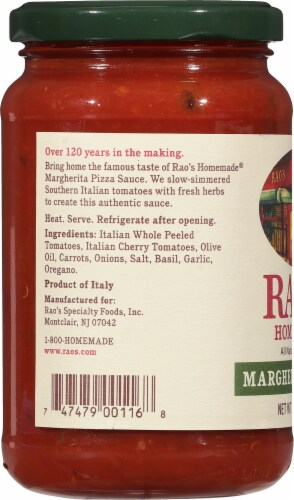 Over 120 years in the making.
Bring home the famous taste of Rao's Homemade®
Margherita Pizza Sauce. We slow-simmered
Southern Italian tomatoes with fresh herbs
to create this authentic sauce.
Heat. Serve. Refrigerate after opening.
Ingredients: Italian Whole Peeled
Tomatoes, Italian Cherry Tomatoes, Olive
Oil, Carrots, Onions, Salt, Basil, Garlic,
Oregano.
Product of Italy
Manufactured for:
Rao's Specialty Foods, Inc.
Montclair, NJ 07042
1-800-HOMEMADE
www.raos.com
7 47479 00116 8
RAOS
RA
HOM
All Na
MARGHE
NET